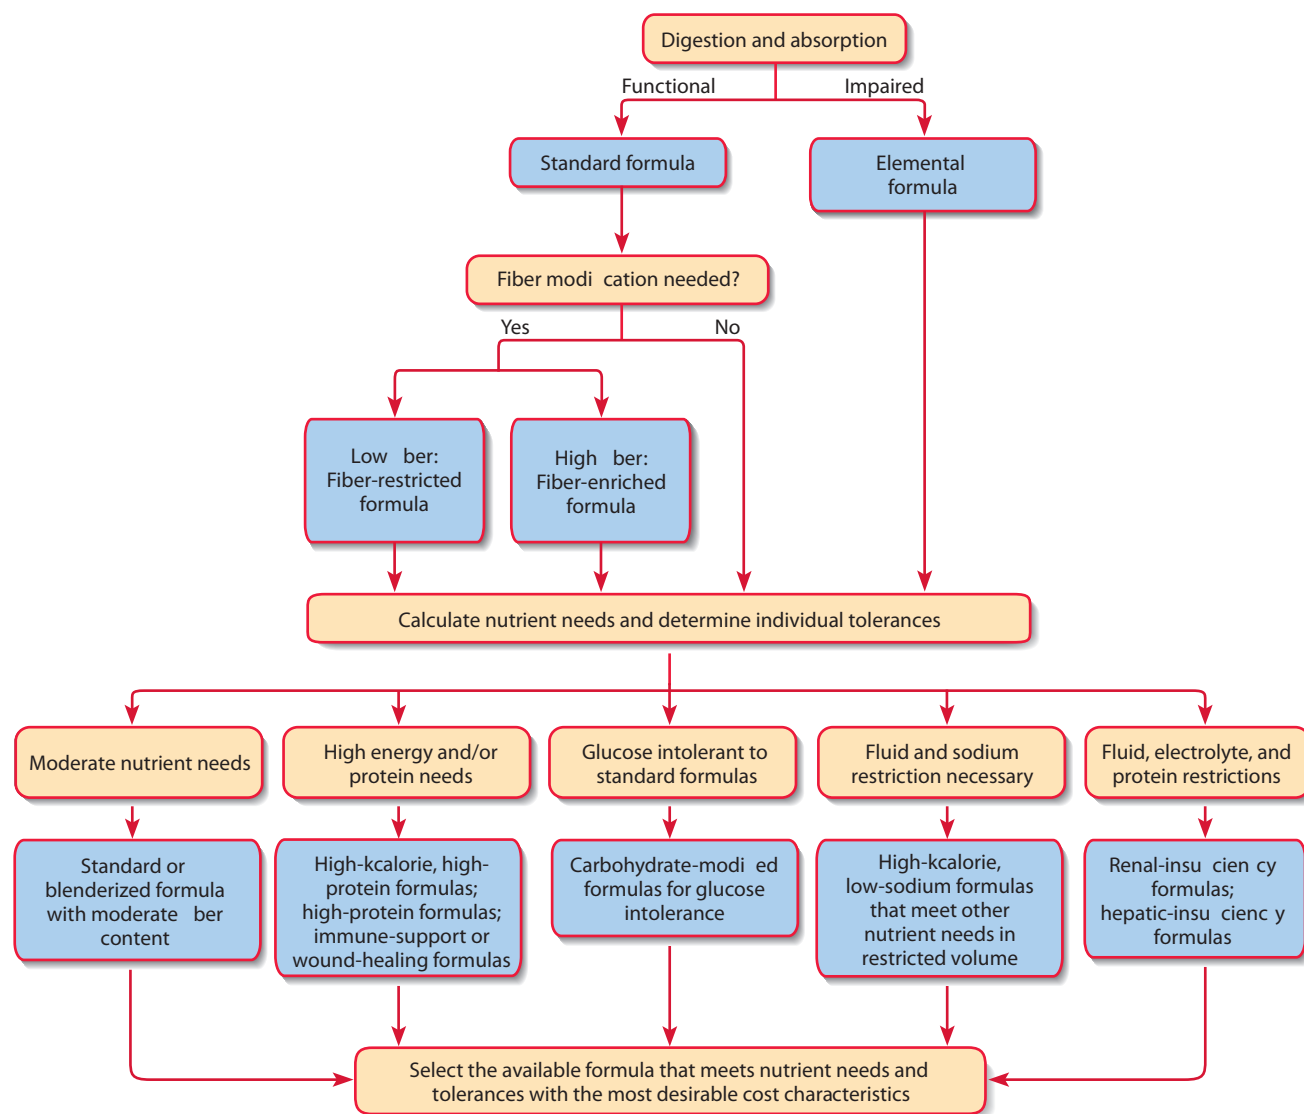 Digestion and absorption
Functional
Impaired
Standard formula
Elemental
formula
Fiber modi cation needed?
Yes
No
Low ber:
Fiber-restricted
formula
High ber:
Fiber-enriched
formula
Calculate nutrient needs and determine individual tolerances
Moderate nutrient needs
High energy and/or
protein needs
Glucose intolerant to
standard formulas
Fluid and sodium
restriction necessary
Fluid, electrolyte, and
protein restrictions
Standard or
blenderized formula
with moderate ber
content
High-kcalorie, high-
protein formulas;
high-protein formulas;
immune-support or
wound-healing formulas
Carbohydrate-modi ed
formulas for glucose
intolerance
High-kcalorie,
low-sodium formulas
that meet other
nutrient needs in
restricted volume
Renal-insu cien cy
formulas;
hepatic-insu cienc y
formulas
Select the available formula that meets nutrient needs and
tolerances with the most desirable cost characteristics